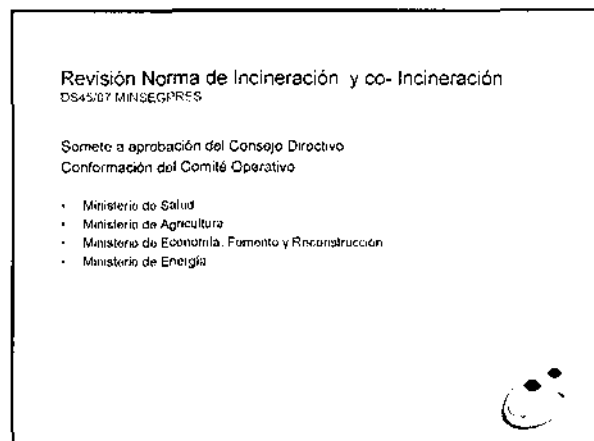 Revisión Norma de Incineración y co- Incineración
DS45/07 MINSEGPRES
Somete a aprobación del Consejo Directivo
Conformación del Comité Operativo
· Ministerio de Salud
· Ministerio de Agricultura
· Ministerio de Economía, Fomento y Reconstrucción
· Ministerio de Energía